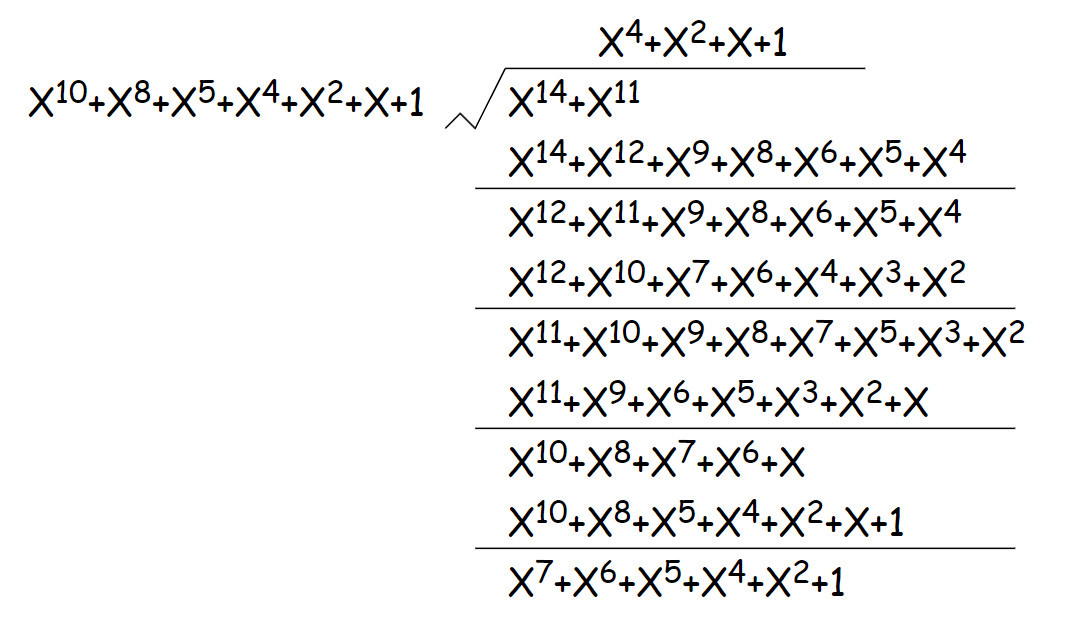 X⁴+X²+X+1
X¹⁰+X⁸+X⁵+X⁴+X²+X+1 X¹⁴+X¹¹
X¹⁴+X¹²+X⁹+X⁸+X⁶+X⁵+X⁴
X¹²+X¹¹+X⁹+X⁸+X⁶+X⁵+X⁴
X¹²+X¹⁰+X⁷+X⁶+X⁴+X³+X²
X¹¹+X¹⁰+X⁹+X⁸+X⁷+X⁵+X³+X²
X¹¹+X⁹+X⁶+X⁵+X³+X²+X
X¹⁰+X⁸+X⁷+X⁶+X
X¹⁰+X⁸+X⁵+X⁴+X²+X+1
X⁷+X⁶+X⁵+X⁴+X²+1